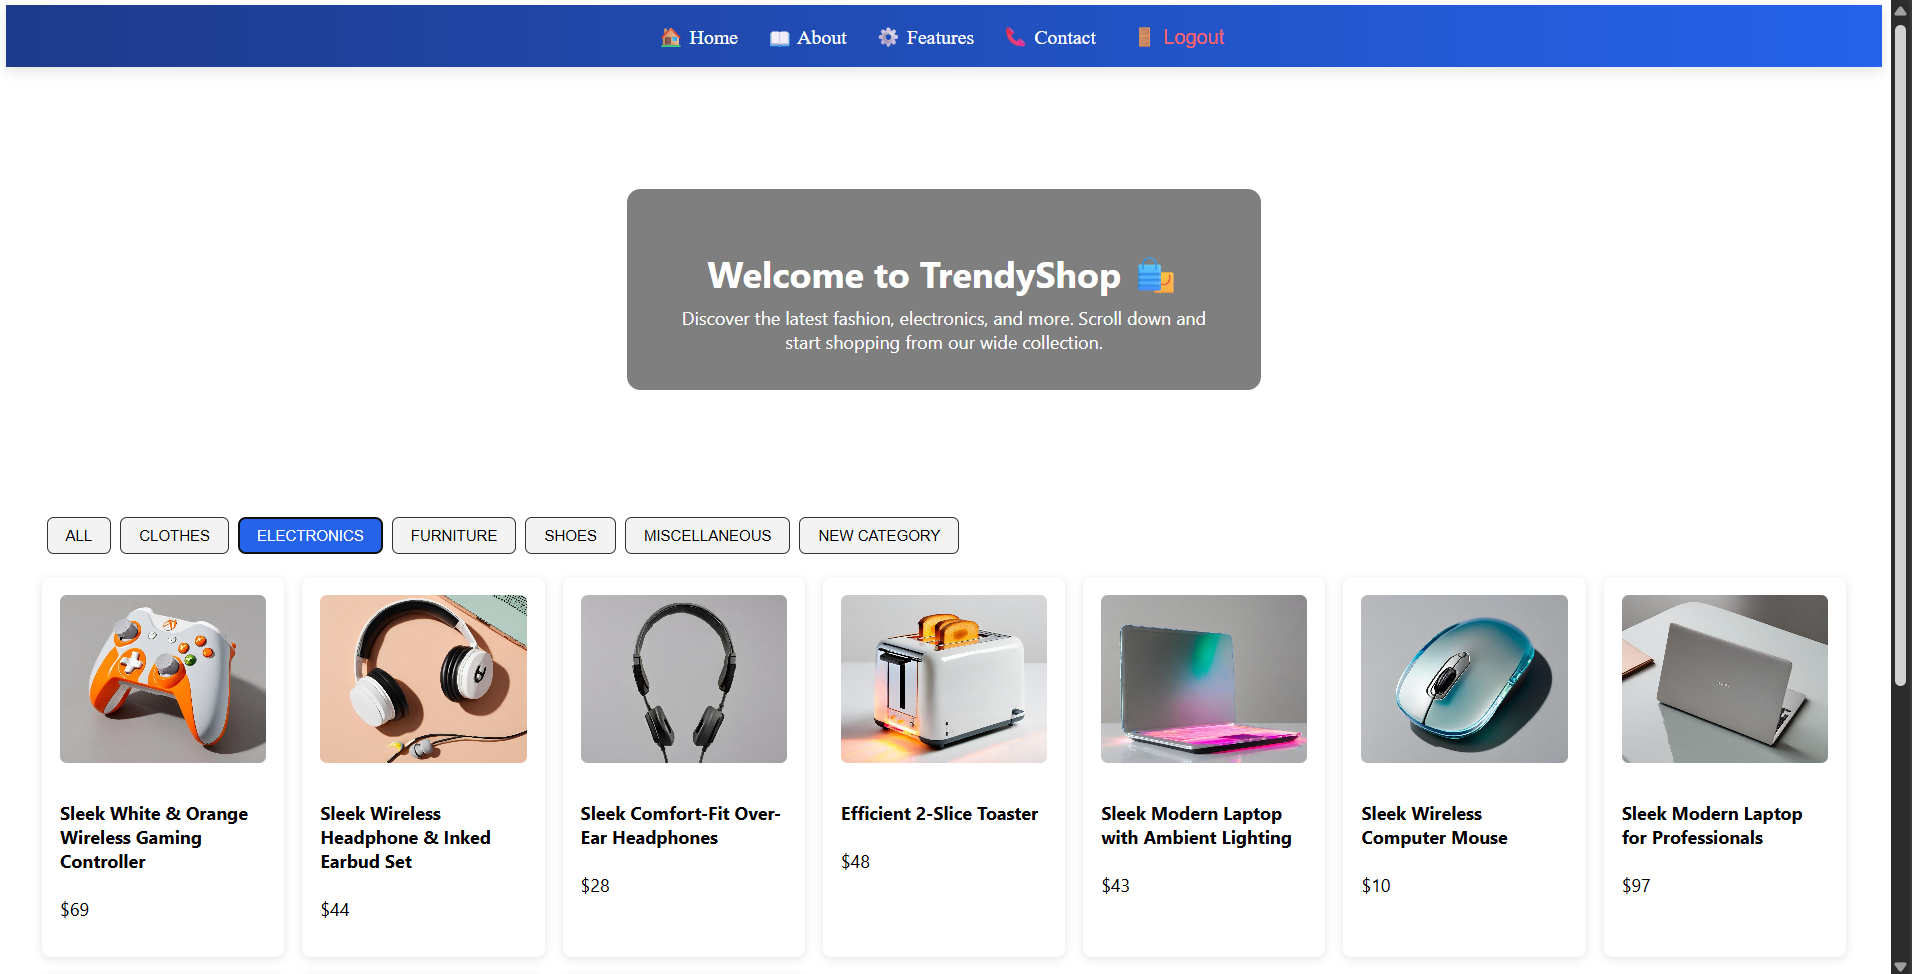 Home About Features Contact Logout
Welcome to TrendyShop
Discover the latest fashion, electronics, and more. Scroll down and
start shopping from our wide collection.
ALL CLOTHES ELECTRONICS FURNITURE SHOES MISCELLANEOUS NEW CATEGORY
Sleek White & Orange
Wireless Gaming
Controller
$69
Sleek Wireless
Headphone & Inked
Earbud Set
$44
Sleek Comfort-Fit Over-
Ear Headphones
$28
Efficient 2-Slice Toaster
$48
Sleek Modern Laptop
with Ambient Lighting
$43
Sleek Wireless
Computer Mouse
$10
Sleek Modern Laptop
for Professionals
$97